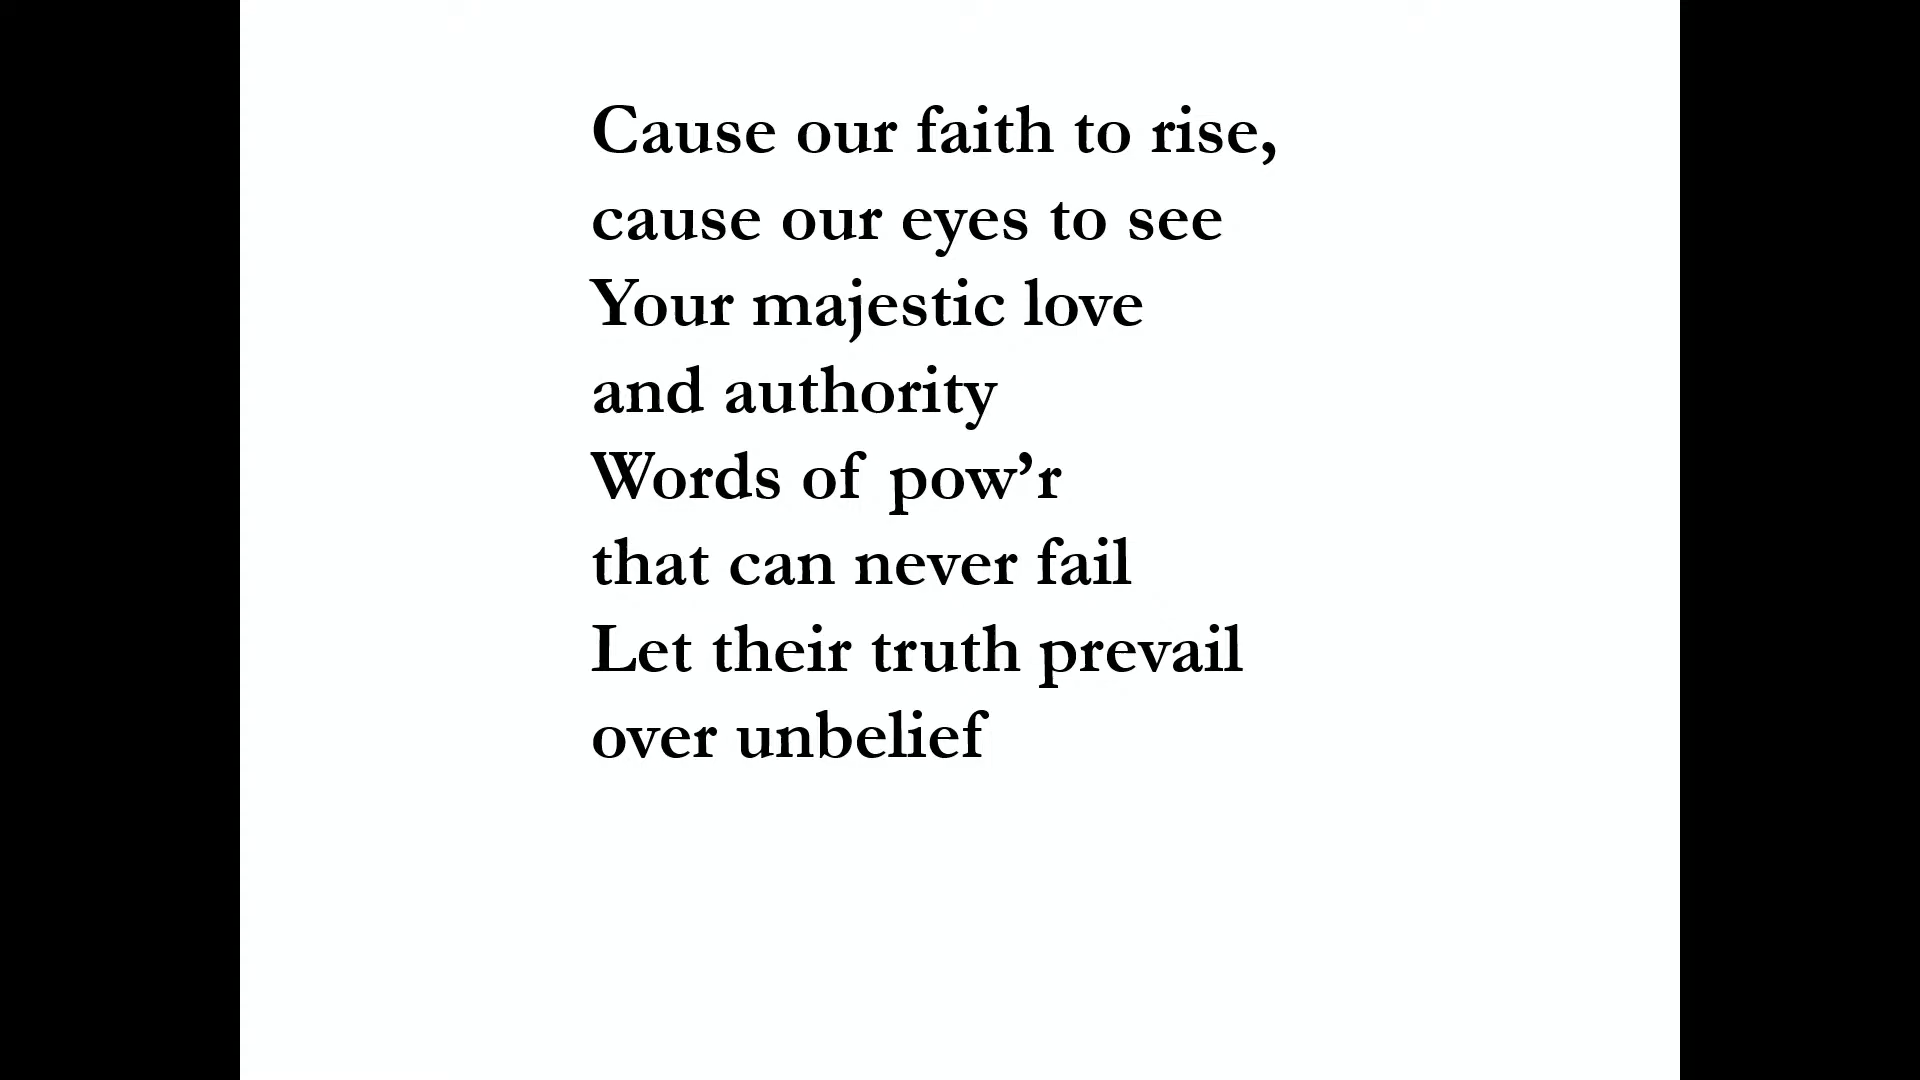 Cause our faith to rise,
cause our eyes to see
Your majestic love
and authority
Words of pow’r
that can never fail
Let their truth prevail
over unbelief